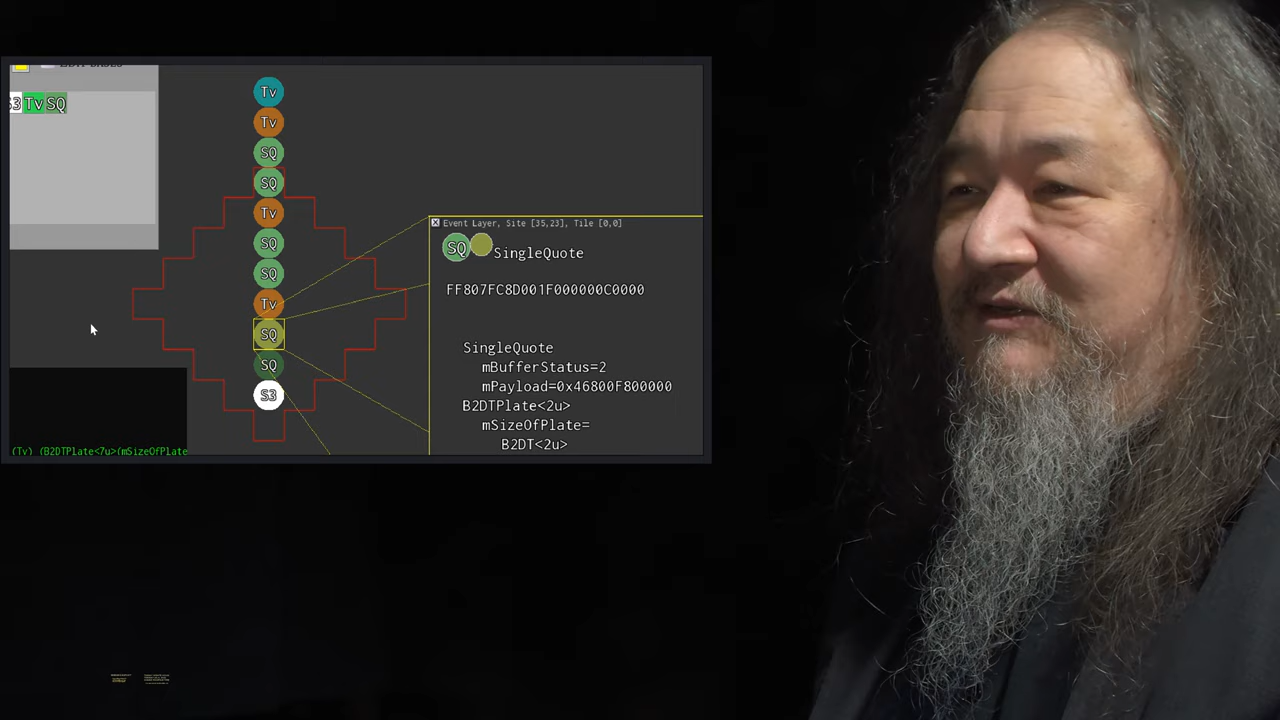 S3 Tv SQ
Tv
Tv
SQ
SQ
Tv
SQ
SQ
Tv
SQ
SQ
S3
Event Layer, Site [35,23], Tile [0,0]
SQ SingleQuote
FF807FC8D001F000000C0000
SingleQuote
mBufferStatus=2
mPayload=0x46800F800000
B2DTPlate<2u>
mSizeOfPlate=
B2DT<2u>
(Tv) (B2DTPlate<7u>(mSizeOfPlate